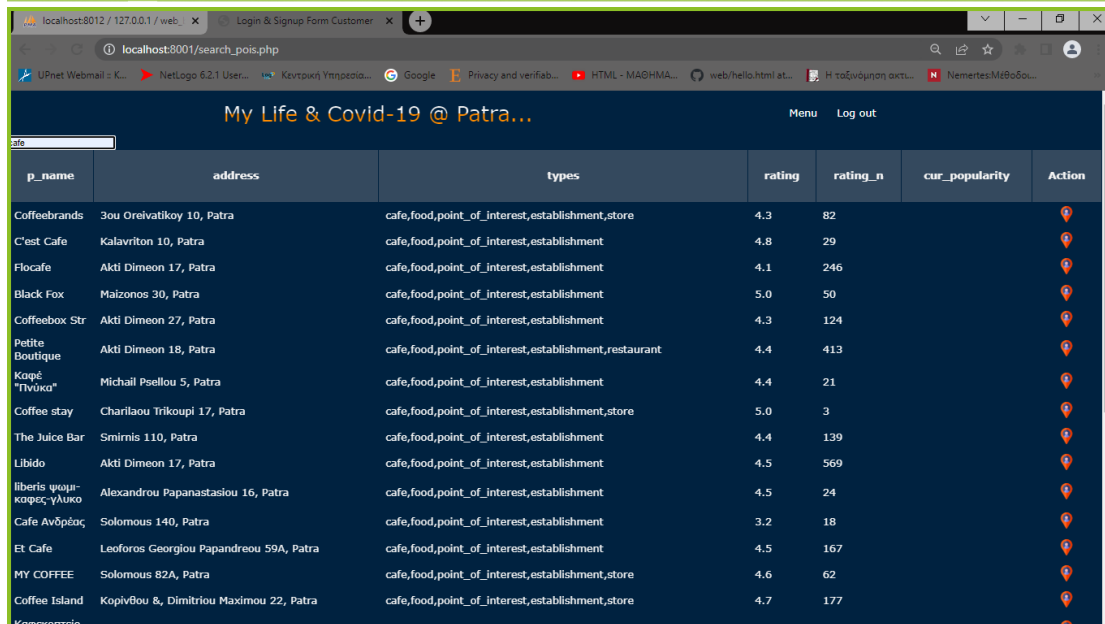 localhost:8012 / 127.0.0.1 / web_l
Login & Signup Form Customer
localhost:8001/search_pois.php
UPnet Webmail :: K...
NetLogo 6.2.1 User...
Κεντρική Υπηρεσία...
Google
Privacy and verifiab...
HTML - ΜΑΘΗΜΑ...
web/hello.html at...
Η ταξινόμηση ακτι...
Nemertes:Μέθοδοι...
My Life & Covid-19 @ Patra...
Menu Log out
cafe
p_name address types rating rating_n cur_popularity Action
Coffeebrands 3ου Oreivatikoy 10, Patra cafe,food,point_of_interest,establishment,store 4.3 82
C'est Cafe Kalavriton 10, Patra cafe,food,point_of_interest,establishment 4.8 29
Flocafe Akti Dimeon 17, Patra cafe,food,point_of_interest,establishment 4.1 246
Black Fox Maizonos 30, Patra cafe,food,point_of_interest,establishment 5.0 50
Coffeebox Str Akti Dimeon 27, Patra cafe,food,point_of_interest,establishment 4.3 124
Petite
Boutique Akti Dimeon 18, Patra cafe,food,point_of_interest,establishment,restaurant 4.4 413
Καφέ
"Πνύκα" Michail Psellou 5, Patra cafe,food,point_of_interest,establishment 4.4 21
Coffee stay Charilaou Trikoupi 17, Patra cafe,food,point_of_interest,establishment,store 5.0 3
The Juice Bar Smirnis 110, Patra cafe,food,point_of_interest,establishment 4.4 139
Libido Akti Dimeon 17, Patra cafe,food,point_of_interest,establishment 4.5 569
liberis ψωμι-
καφες-γλυκο Alexandrou Papanastasiou 16, Patra cafe,food,point_of_interest,establishment 4.5 24
Cafe Ανδρέας Solomous 140, Patra cafe,food,point_of_interest,establishment 3.2 18
Et Cafe Leoforos Georgiou Papandreou 59A, Patra cafe,food,point_of_interest,establishment 4.5 167
MY COFFEE Solomous 82A, Patra cafe,food,point_of_interest,establishment,store 4.6 62
Coffee Island Κορίνθου &, Dimitriou Maximou 22, Patra cafe,food,point_of_interest,establishment,store 4.7 177